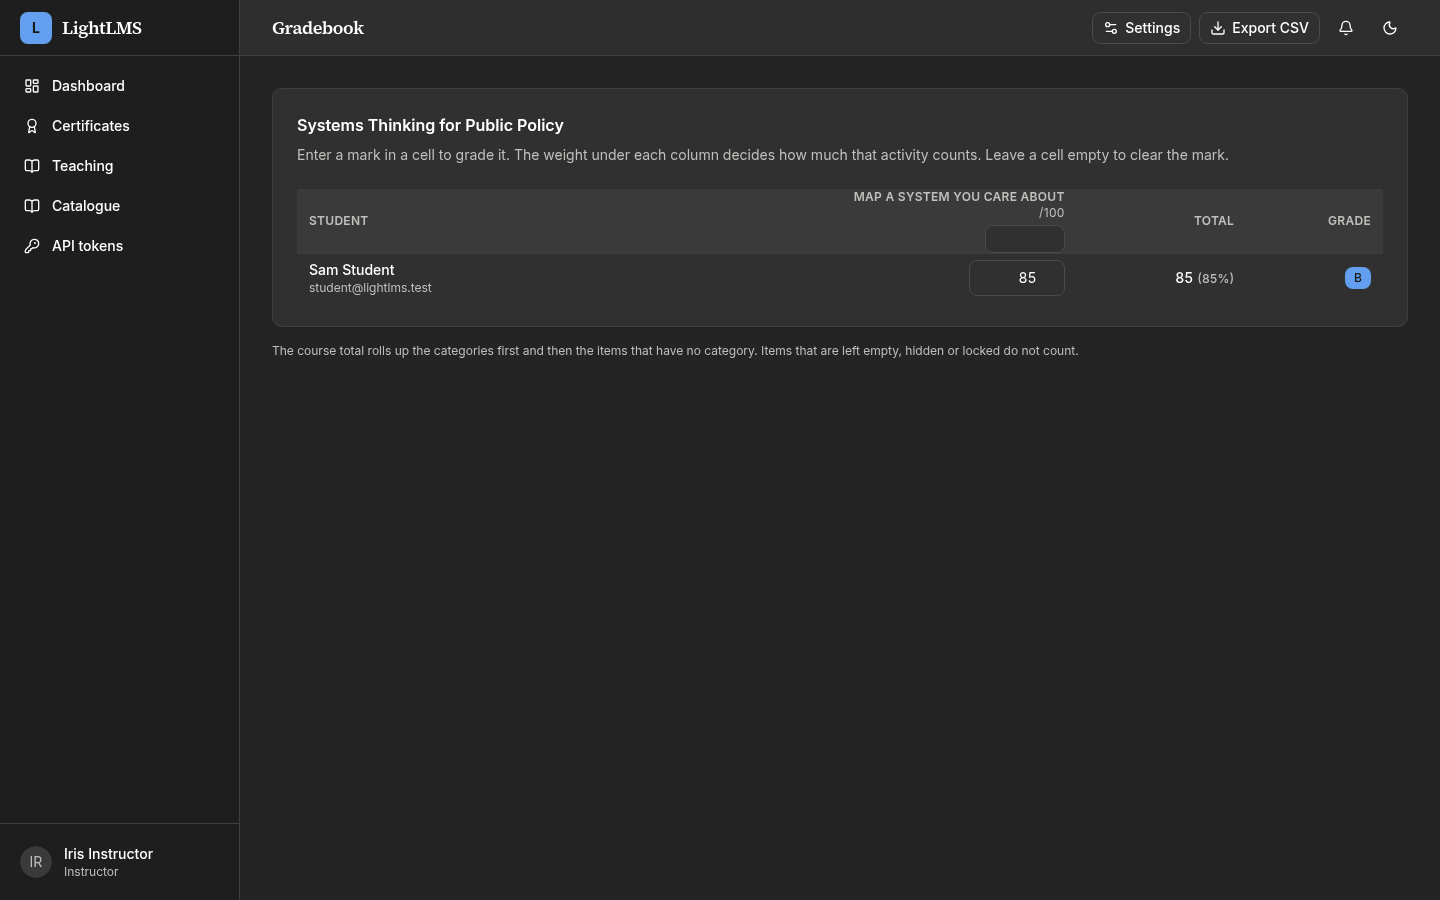 L LightLMS
Gradebook
Settings
Export CSV
Dashboard
Certificates
Teaching
Catalogue
API tokens
Systems Thinking for Public Policy
Enter a mark in a cell to grade it. The weight under each column decides how much that activity counts. Leave a cell empty to clear the mark.
STUDENT
MAP A SYSTEM YOU CARE ABOUT
/100
TOTAL
GRADE
Sam Student
student@lightlms.test
85
85 (85%)
B
The course total rolls up the categories first and then the items that have no category. Items that are left empty, hidden or locked do not count.
IR
Iris Instructor
Instructor